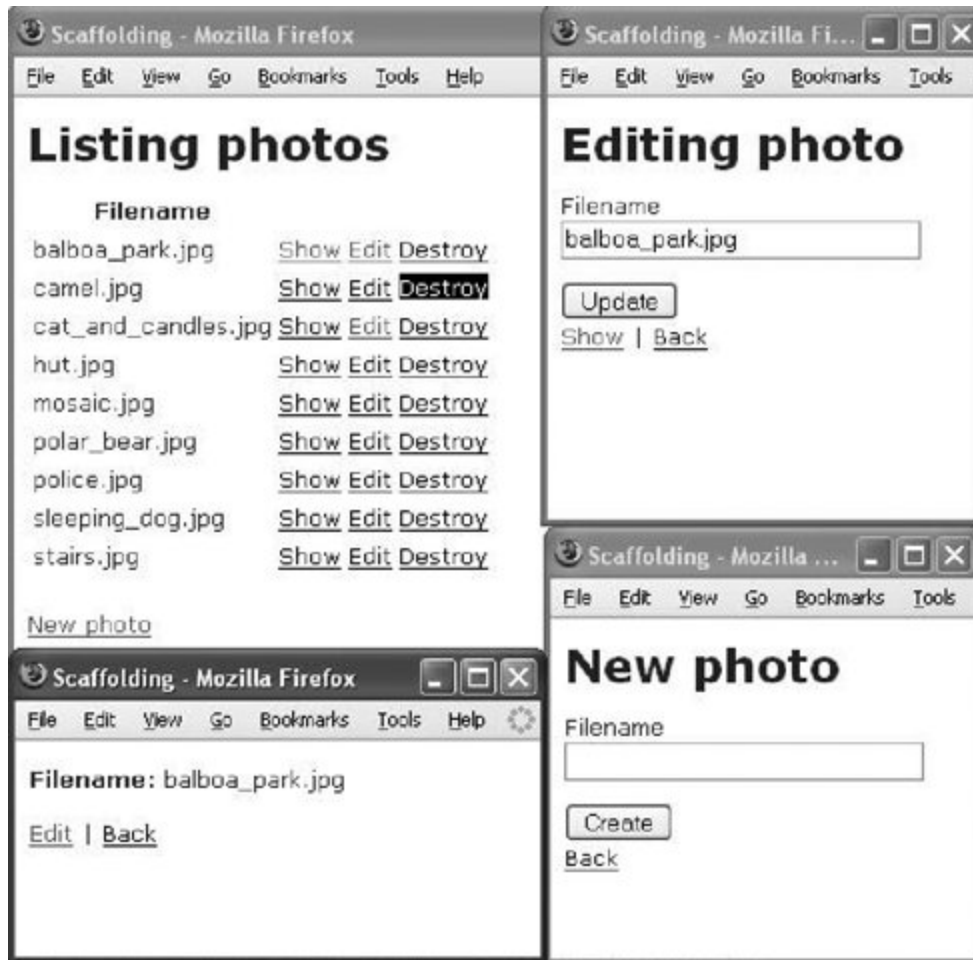 Scaffolding - Mozilla Firefox
File Edit View Go Bookmarks Tools Help
Listing photos
Filename
balboa_park.jpg Show Edit Destroy
camel.jpg Show Edit Destroy
cat_and_candles.jpg Show Edit Destroy
hut.jpg Show Edit Destroy
mosaic.jpg Show Edit Destroy
polar_bear.jpg Show Edit Destroy
police.jpg Show Edit Destroy
sleeping_dog.jpg Show Edit Destroy
stairs.jpg Show Edit Destroy
New photo
Scaffolding - Mozilla Fi...
File Edit View Go Bookmarks Tools
Editing photo
Filename
balboa_park.jpg
Update
Show | Back
Scaffolding - Mozilla Firefox
File Edit View Go Bookmarks Tools Help
Filename: balboa_park.jpg
Edit | Back
Scaffolding - Mozilla ...
File Edit View Go Bookmarks Tools
New photo
Filename
Create
Back